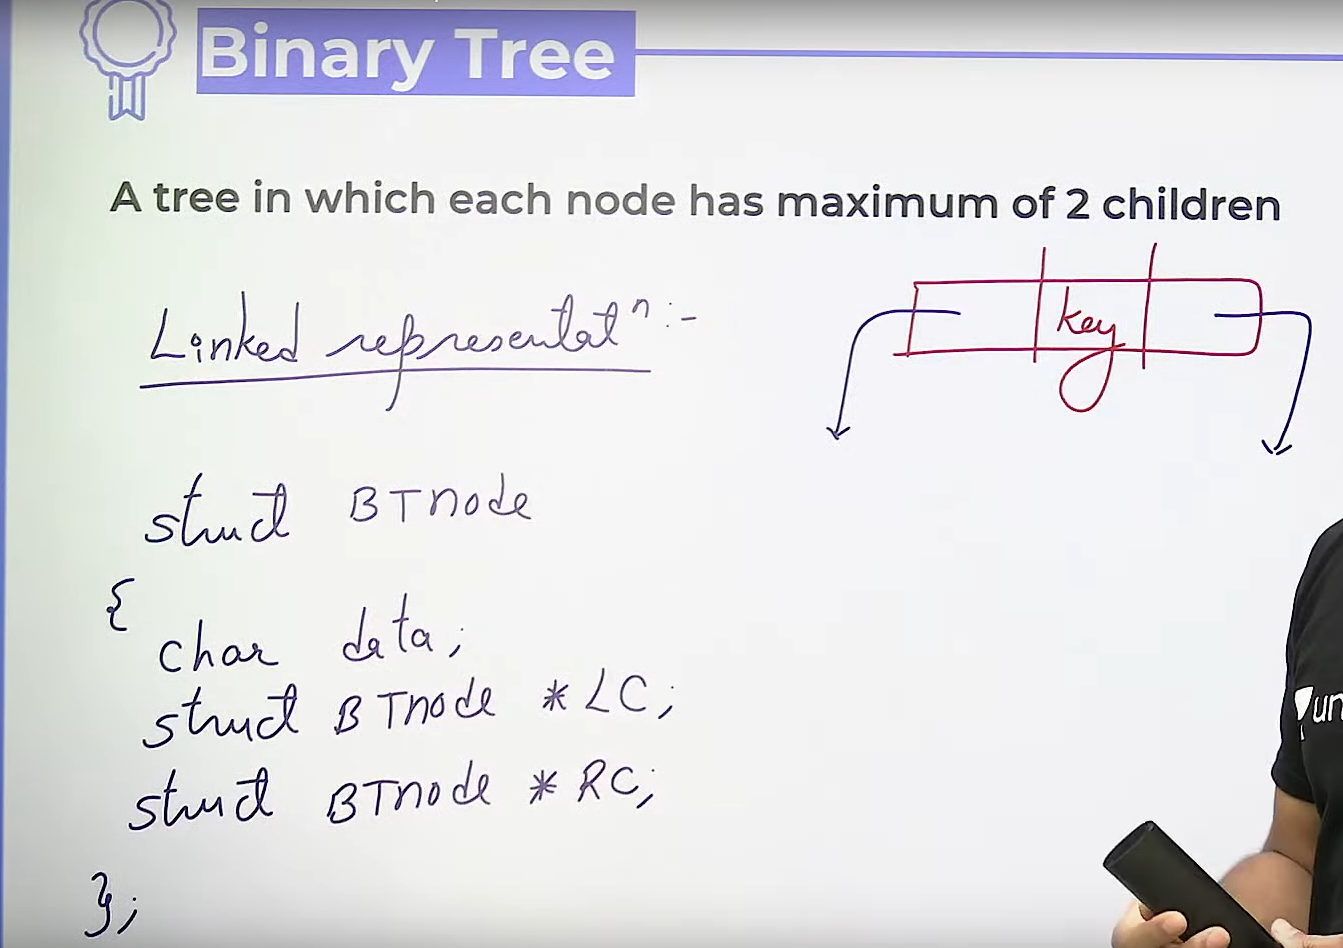 Binary Tree
A tree in which each node has maximum of 2 children
Linked representatⁿ :-
key
struct BTnode
{
char data;
struct BTnode * LC;
struct BTnode * RC;
};
un